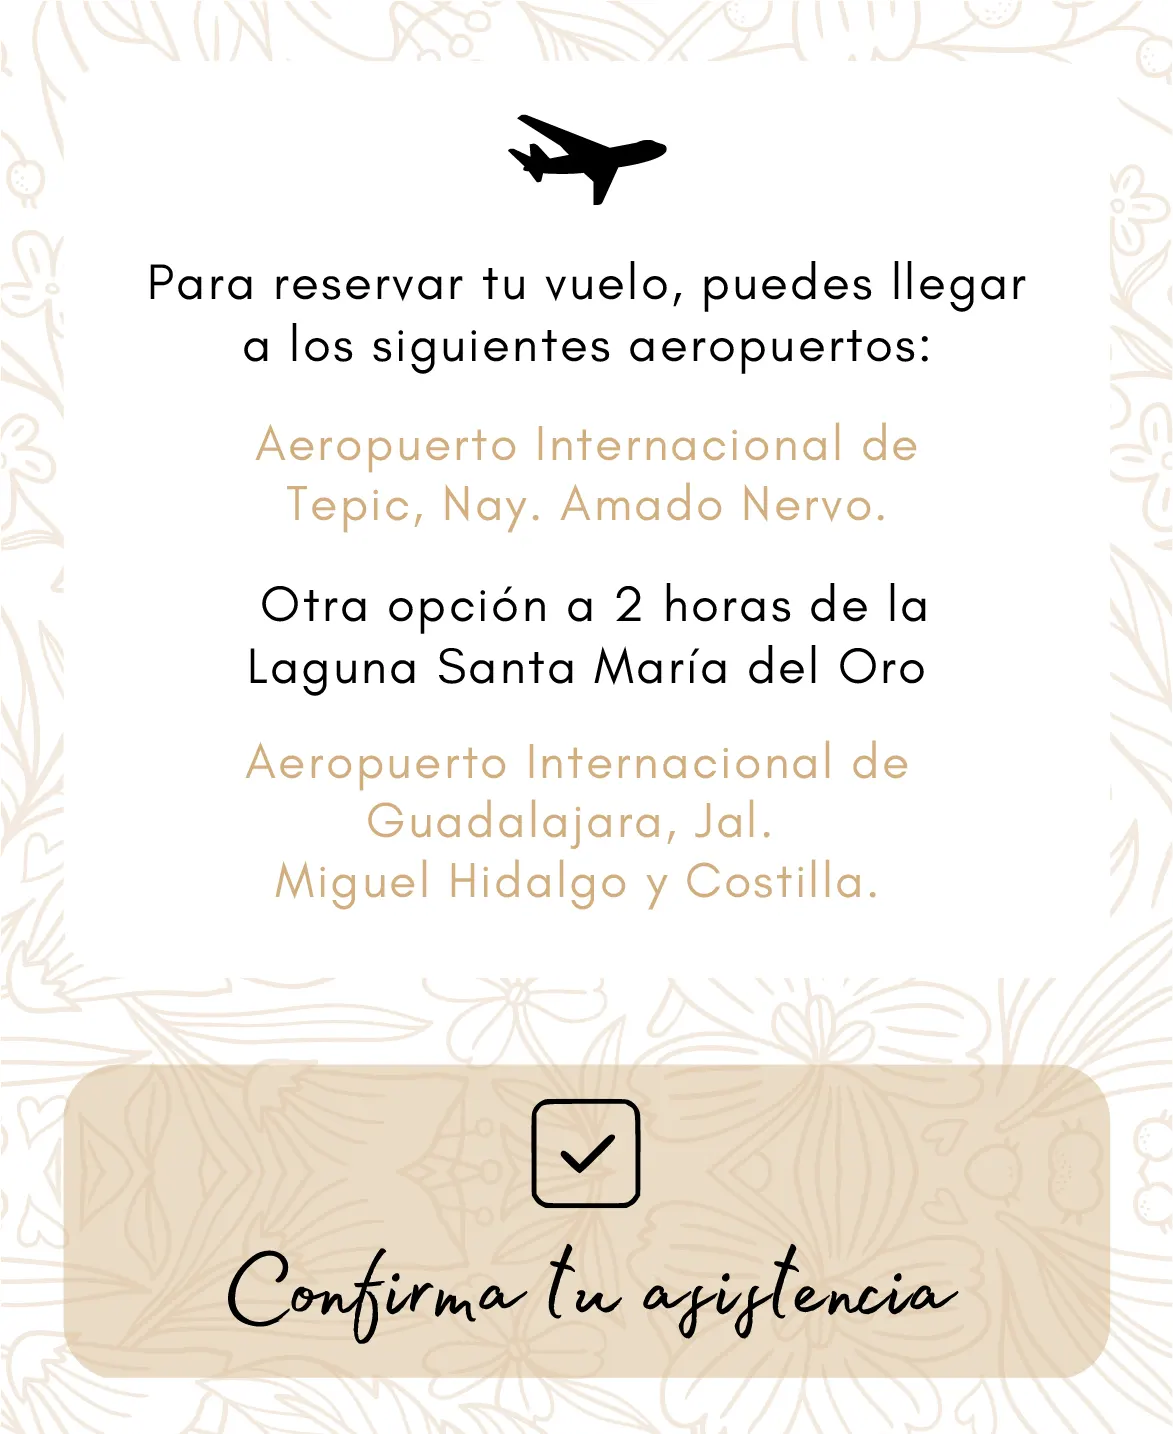 Para reservar tu vuelo, puedes llegar
a los siguientes aeropuertos:
Aeropuerto Internacional de
Tepic, Nay. Amado Nervo.
Otra opción a 2 horas de la
Laguna Santa María del Oro
Aeropuerto Internacional de
Guadalajara, Jal.
Miguel Hidalgo y Costilla.
Confirma tu asistencia